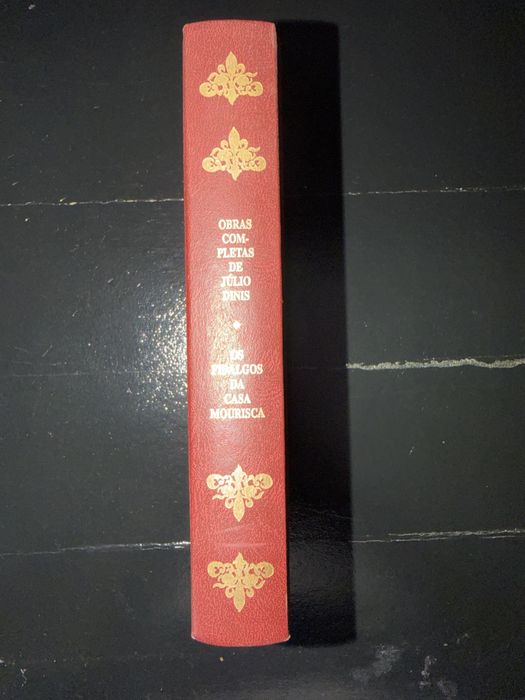 OBRAS
COM-
PLETAS
DE
JÚLIO
DINIS
OS
FIDALGOS
DA
CASA
MOURISCA